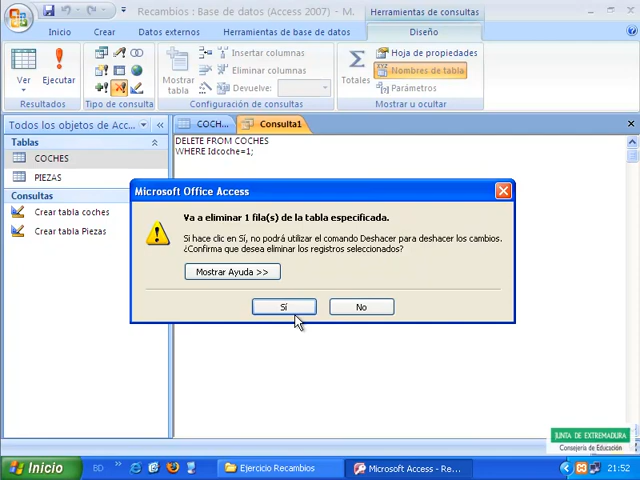 Recambios : Base de datos (Access 2007) - M.
Herramientas de consultas
Inicio
Crear
Datos externos
Herramientas de base de datos
Diseño
Ver
Ejecutar
Resultados
Tipo de consulta
Mostrar
tabla
Insertar columnas
Eliminar columnas
Devuelve:
Configuración de consultas
Totales
Hoja de propiedades
Nombres de tabla
Parámetros
Mostrar u ocultar
Todos los objetos de Acc...
Tablas
COCHES
PIEZAS
Consultas
Crear tabla coches
Crear tabla Piezas
COCH...
Consulta1
DELETE FROM COCHES
WHERE Idcoche=1;
Microsoft Office Access
Va a eliminar 1 fila(s) de la tabla especificada.
Si hace clic en Sí, no podrá utilizar el comando Deshacer para deshacer los cambios.
¿Confirma que desea eliminar los registros seleccionados?
Mostrar Ayuda >>
Sí
No
JUNTA DE EXTREMADURA
Consejería de Educación
Inicio
BD
Ejercicio Recambios
Microsoft Access - Re...
21:52